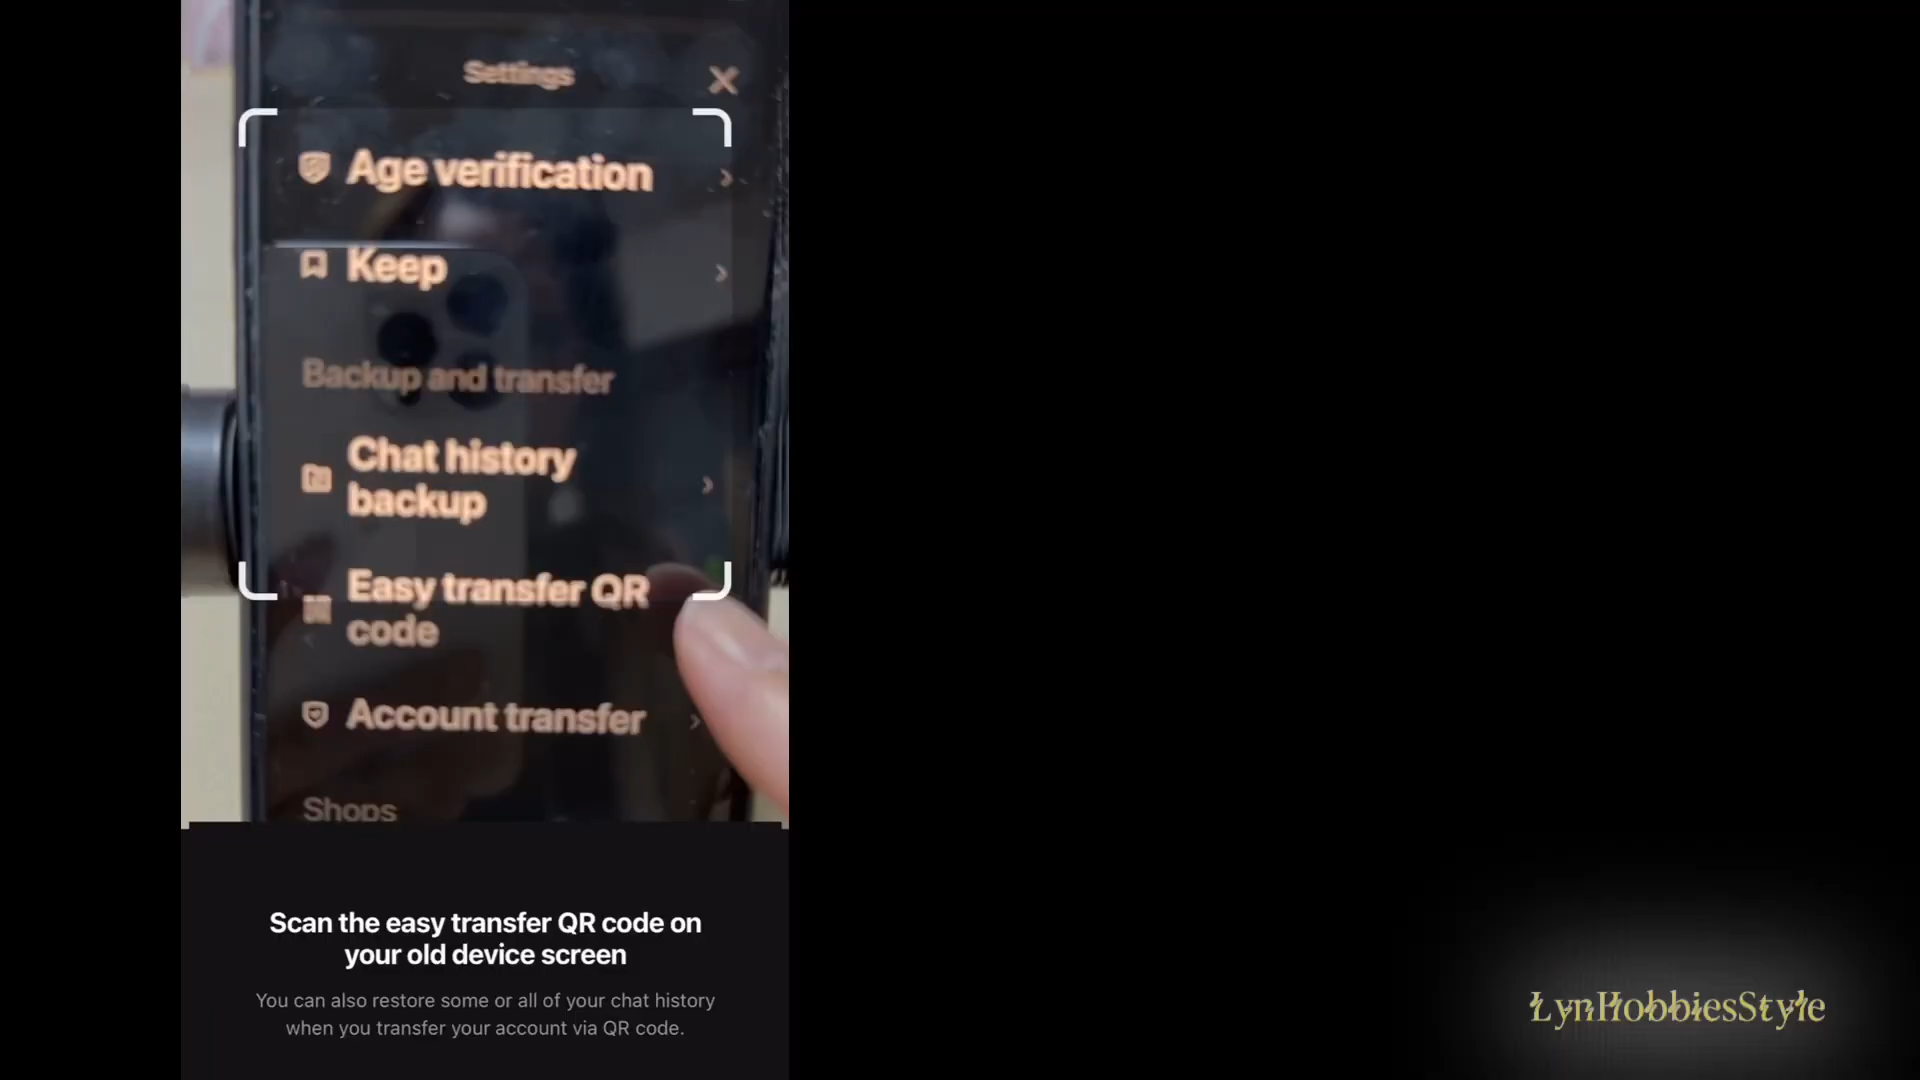 Settings
Age verification
Keep
Backup and transfer
Chat history
backup
Easy transfer QR
code
Account transfer
Shops
Scan the easy transfer QR code on
your old device screen
You can also restore some or all of your chat history
when you transfer your account via QR code.
LynHobbiesStyle